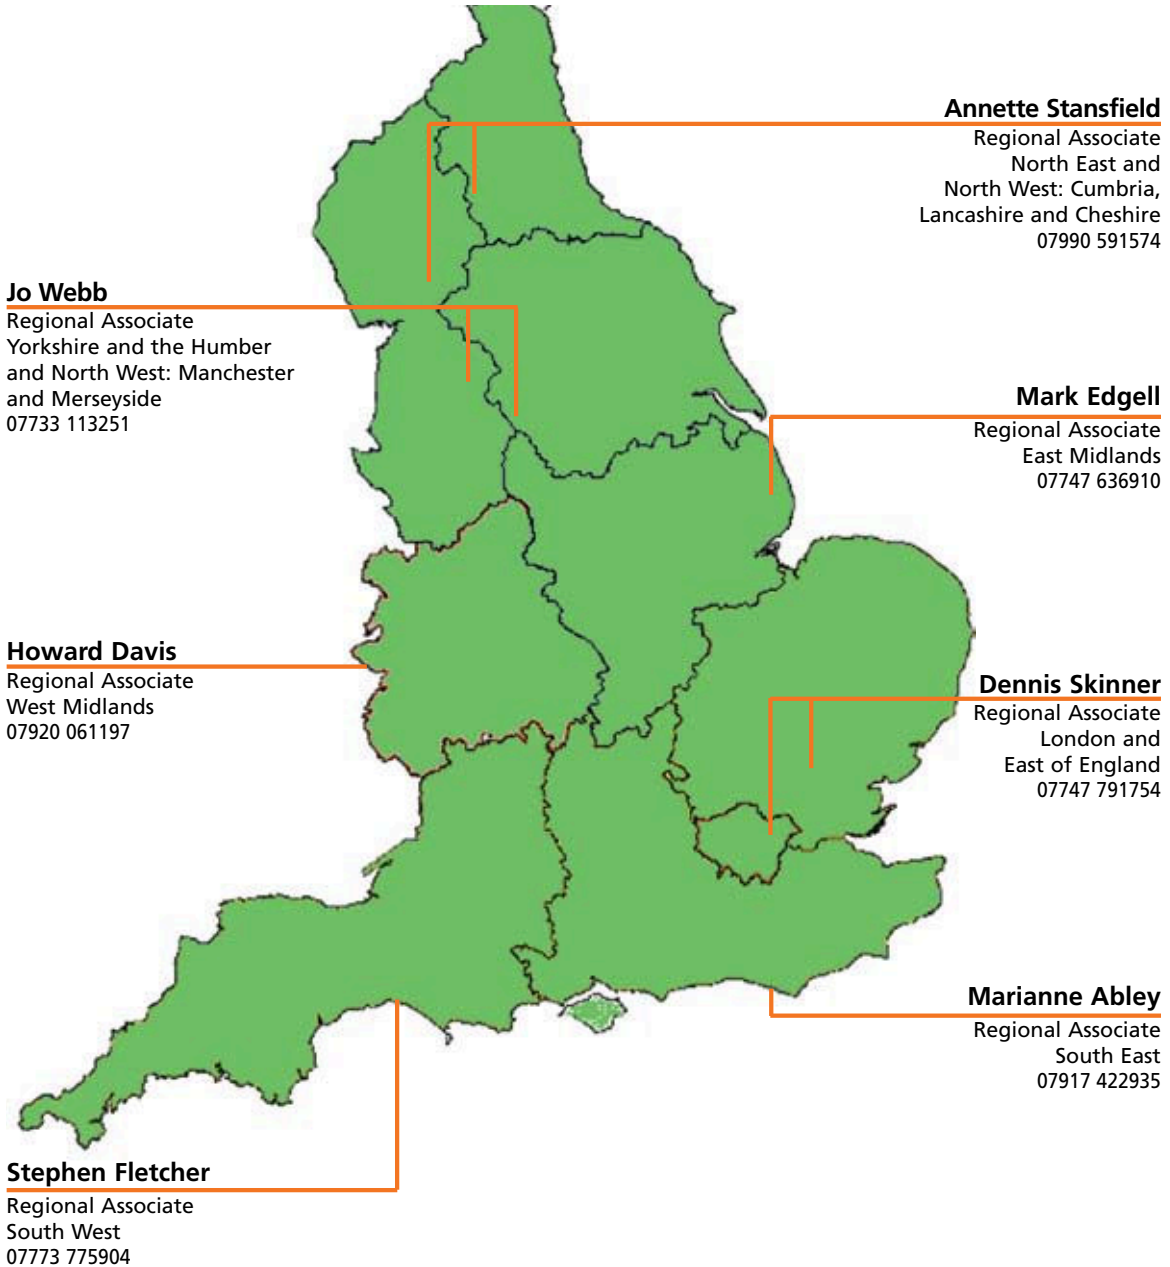 Annette Stansfield
Regional Associate
North East and
North West: Cumbria,
Lancashire and Cheshire
07990 591574
Jo Webb
Regional Associate
Yorkshire and the Humber
and North West: Manchester
and Merseyside
07733 113251
Mark Edgell
Regional Associate
East Midlands
07747 636910
Howard Davis
Regional Associate
West Midlands
07920 061197
Dennis Skinner
Regional Associate
London and
East of England
07747 791754
Marianne Abley
Regional Associate
South East
07917 422935
Stephen Fletcher
Regional Associate
South West
07773 775904